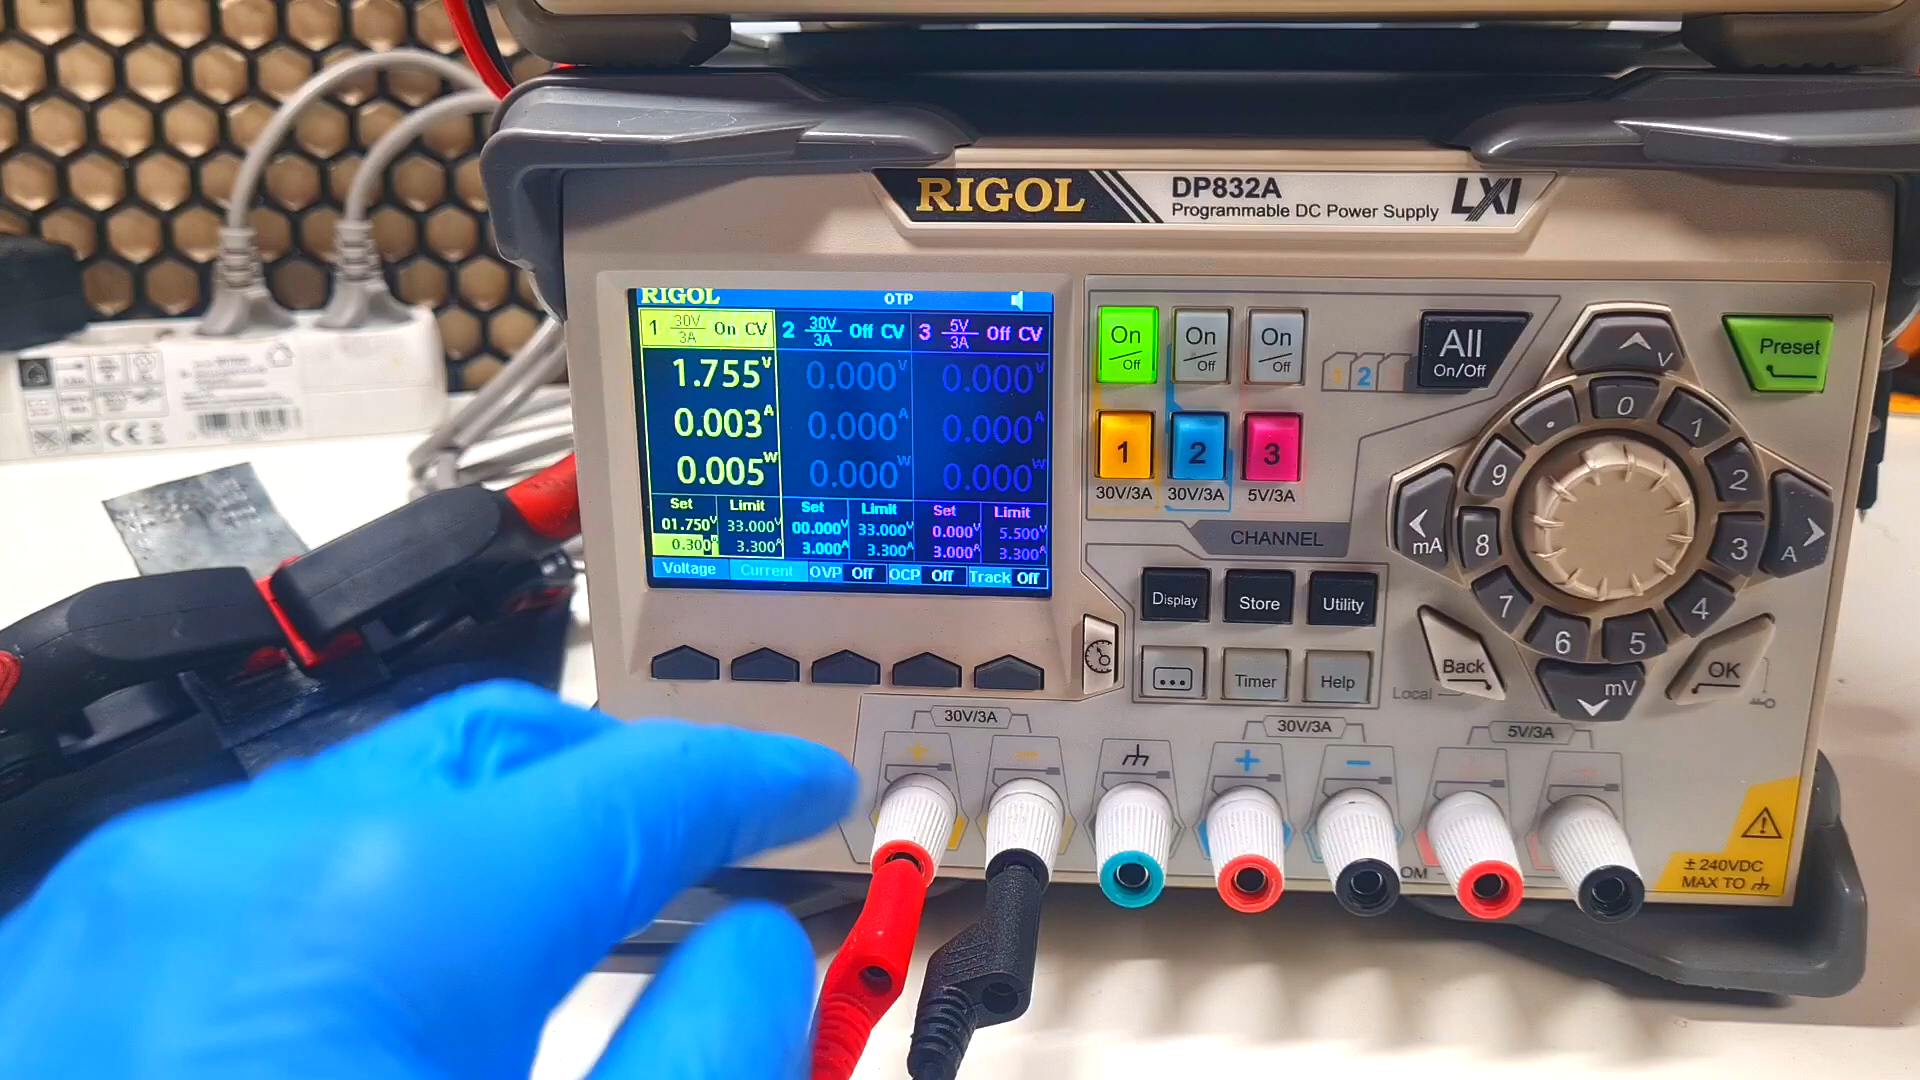 RIGOL
DP832A
Programmable DC Power Supply
LXI
RIGOL OTP
1 30V/3A On CV 2 30V/3A Off CV 3 5V/3A Off CV
1.755V 0.000V 0.000V
0.003A 0.000A 0.000A
0.005W 0.000W 0.000W
Set Limit Set Limit Set Limit
01.750V 33.000V 00.000V 33.000V 0.000V 5.500V
0.300A 3.300A 3.000A 3.300A 3.000A 3.300A
Voltage Current OVP Off OCP Off Track Off
On/Off On/Off On/Off
1 2
All On/Off
Preset
1 2 3
30V/3A 30V/3A 5V/3A
CHANNEL
Display Store Utility
... Timer Help
V
mA
A
mV
0
1
2
3
4
5
6
7
8
9
.
Back
OK
Local
30V/3A 30V/3A 5V/3A
+ − + −
OM
± 240VDC
MAX TO
CE